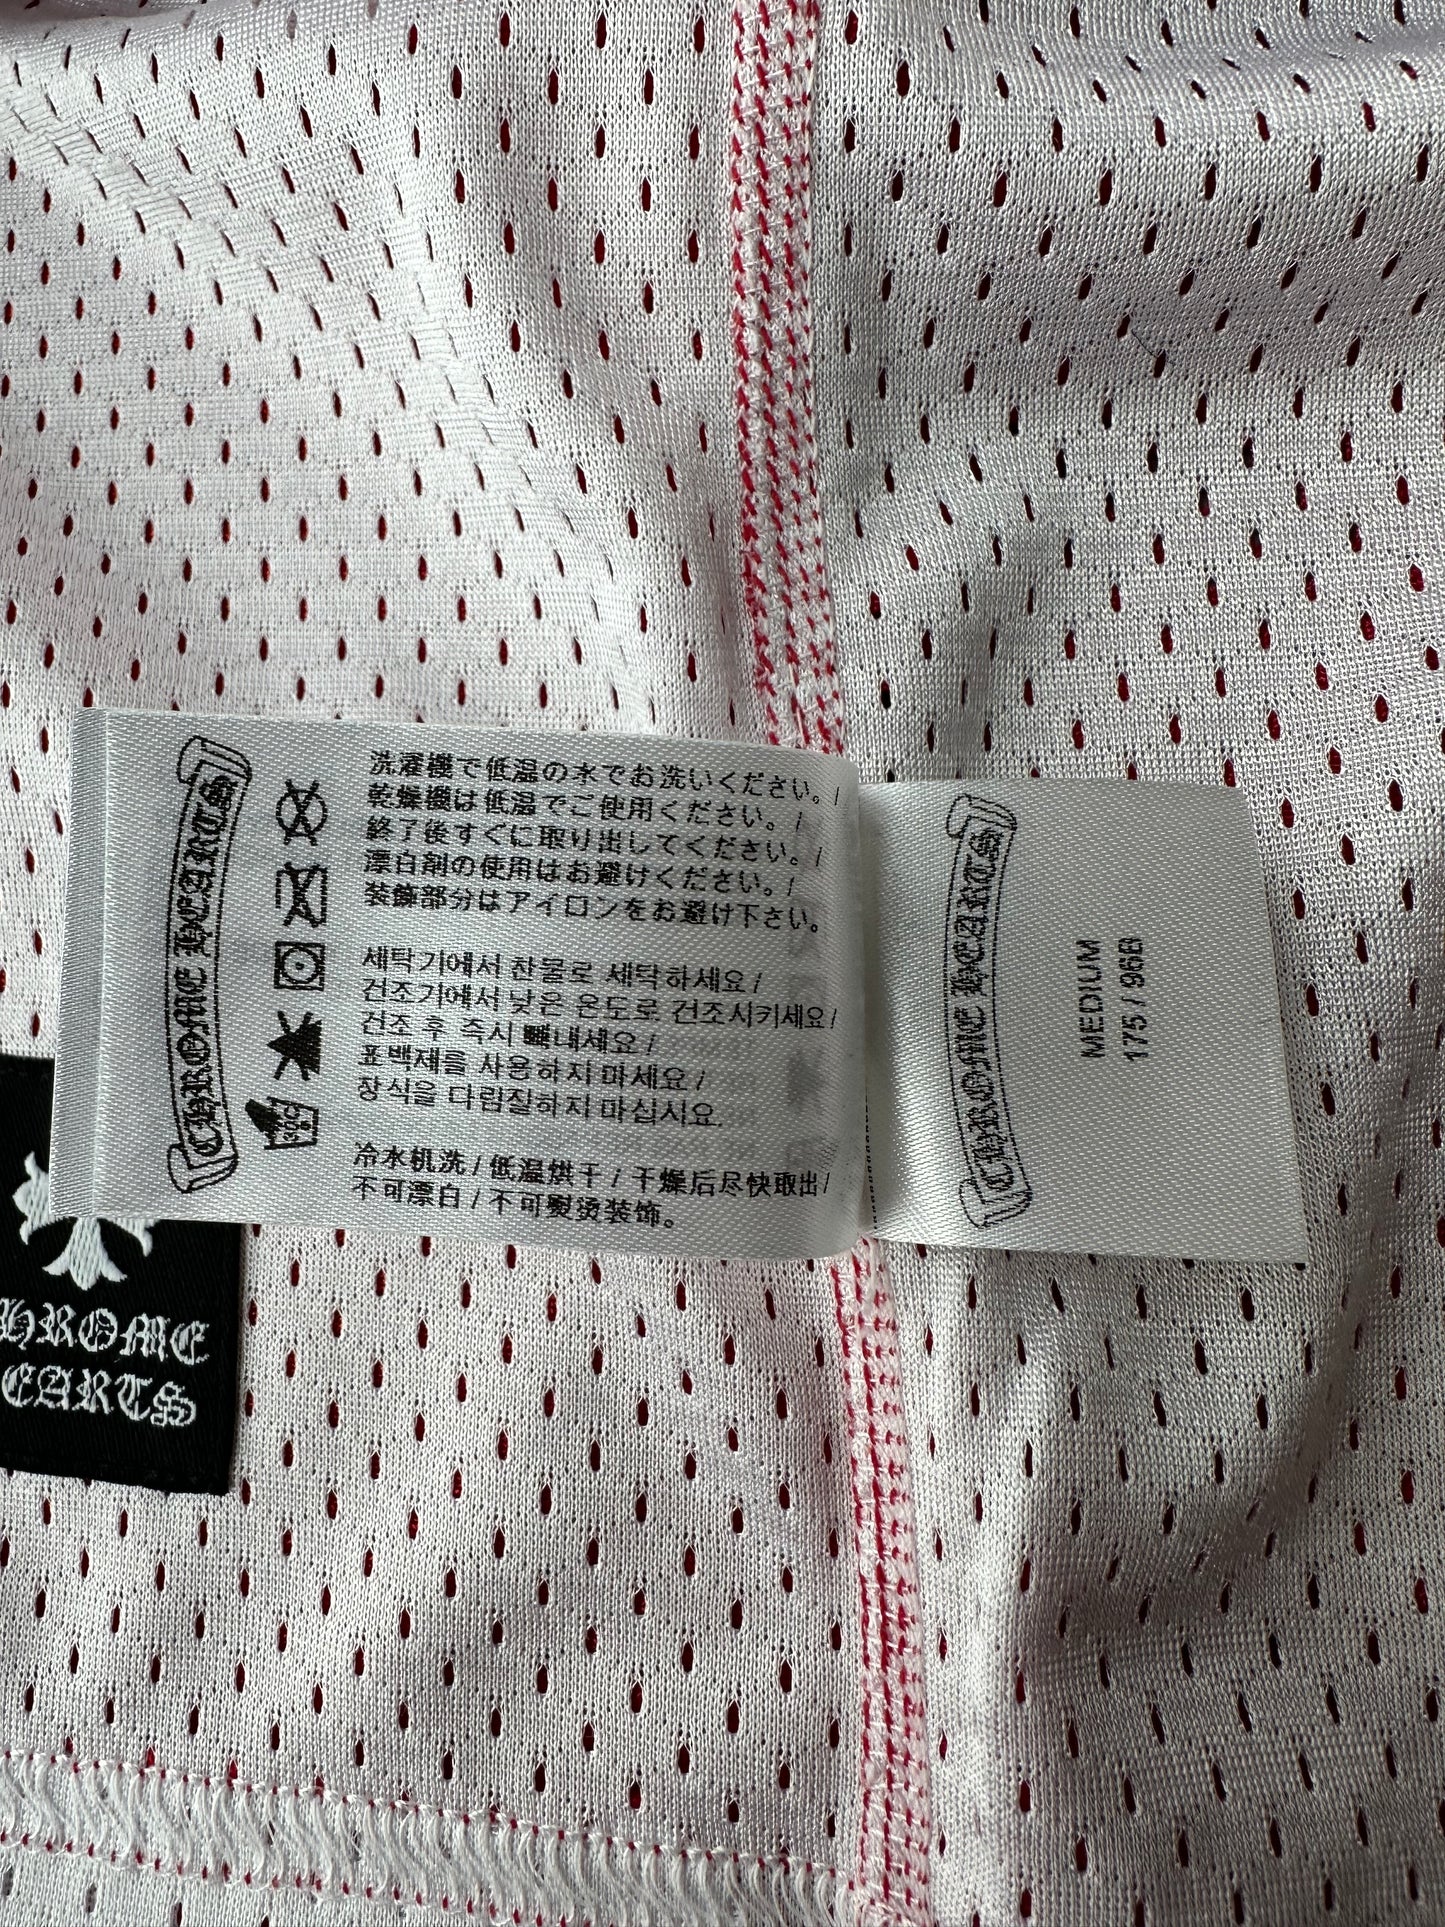 CHROME HEARTS
洗濯機で低温の水でお洗いください。/
乾燥機は低温でご使用ください。/
終了後すぐに取り出してください。/
漂白剤の使用はお避けください。/
装飾部分はアイロンをお避け下さい。
세탁기에서 찬물로 세탁하세요/
건조기에서 낮은 온도로 건조시키세요/
건조 후 즉시 빼내세요/
표백제를 사용하지 마세요/
장식을 다림질하지 마십시요.
冷水机洗/低温烘干/干燥后尽快取出/
不可漂白/不可熨烫装饰。
CHROME HEARTS
MEDIUM
175 / 96B
HROME
EARTS